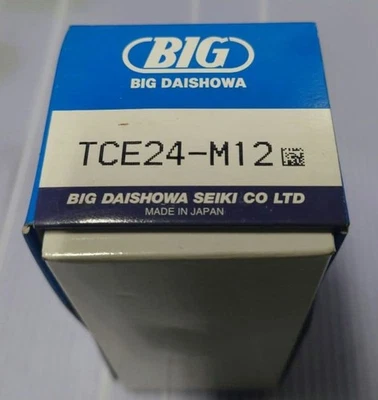 BIG
BIG DAISHOWA
TCE24-M12
BIG DAISHOWA SEIKI CO LTD
MADE IN JAPAN